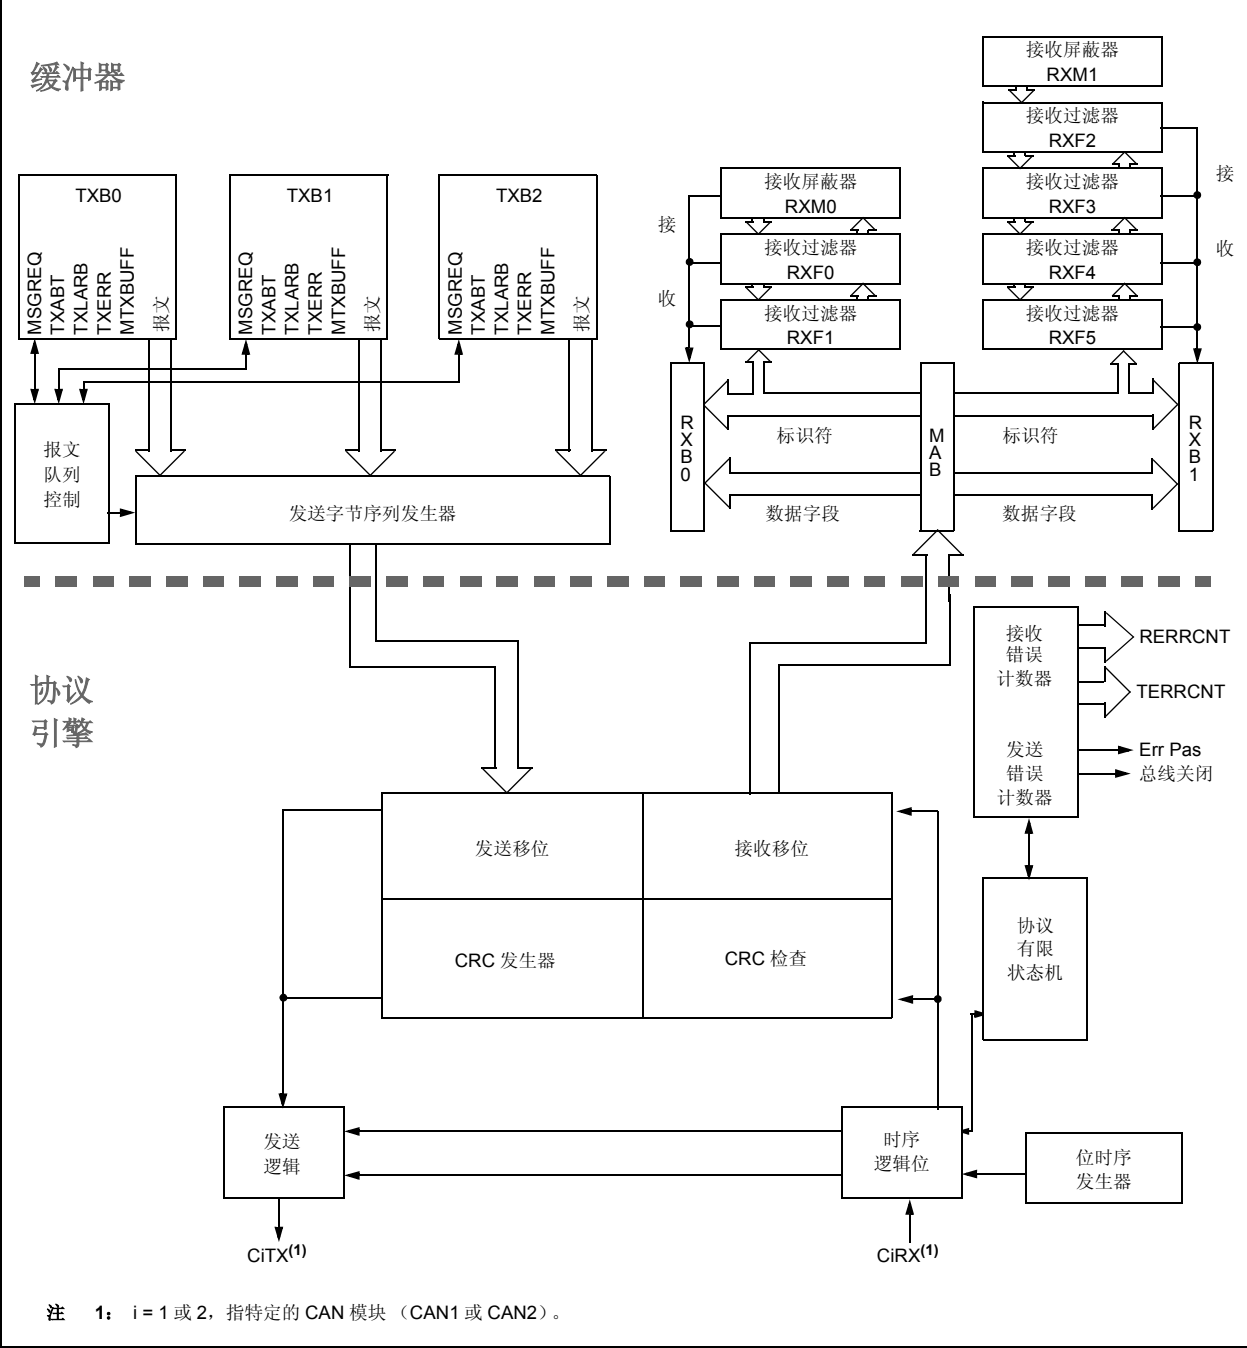 缓冲器
接收屏蔽器
RXM1
接收过滤器
RXF2
接收过滤器
RXF3
接收过滤器
RXF4
接收过滤器
RXF5
接
收
接收屏蔽器
RXM0
接收过滤器
RXF0
接收过滤器
RXF1
接
收
TXB0
MSGREQ
TXABT
TXLARB
TXERR
MTXBUFF
报文
TXB1
MSGREQ
TXABT
TXLARB
TXERR
MTXBUFF
报文
TXB2
MSGREQ
TXABT
TXLARB
TXERR
MTXBUFF
报文
报文
队列
控制
发送字节序列发生器
RXB0
标识符
数据字段
MAB
标识符
数据字段
RXB1
协议
引擎
接收
错误
计数器
发送
错误
计数器
RERRCNT
TERRCNT
Err Pas
总线关闭
发送移位
接收移位
CRC 发生器
CRC 检查
协议
有限
状态机
发送
逻辑
时序
逻辑位
位时序
发生器
CiTX(1)
CiRX(1)
注 1: i = 1 或 2，指特定的 CAN 模块 （CAN1 或 CAN2）。